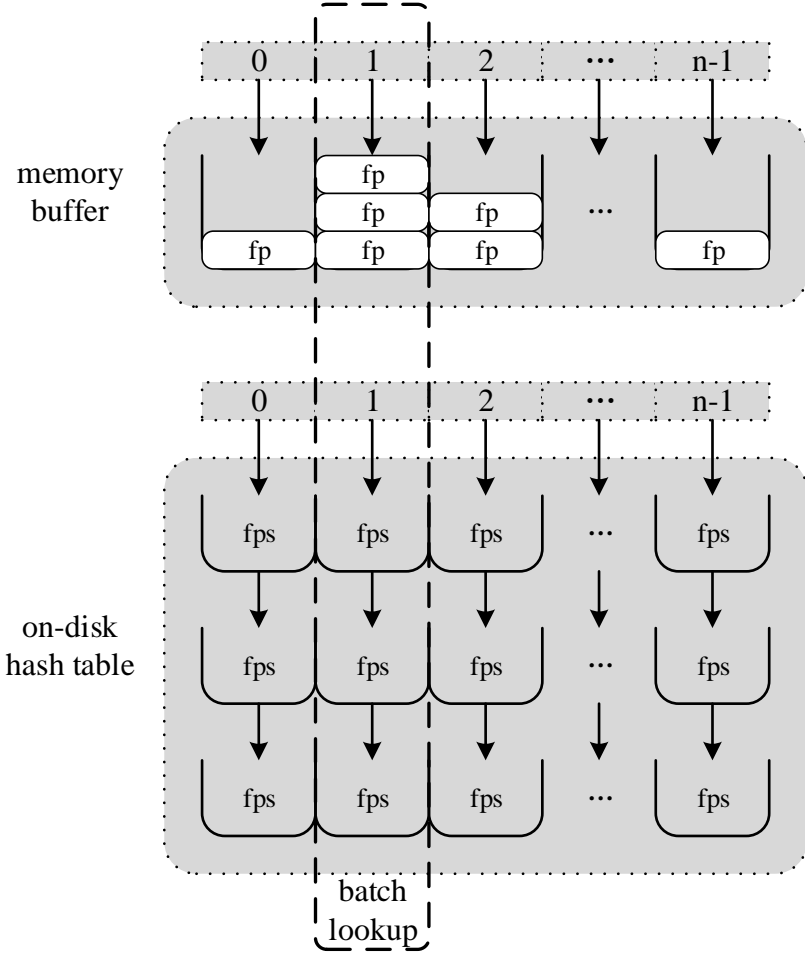 0 1 2 ... n-1
memory
buffer
fp
fp fp
fp fp fp ... fp
0 1 2 ... n-1
on-disk
hash table
fps fps fps ... fps
fps fps fps ... fps
fps fps fps ... fps
batch
lookup